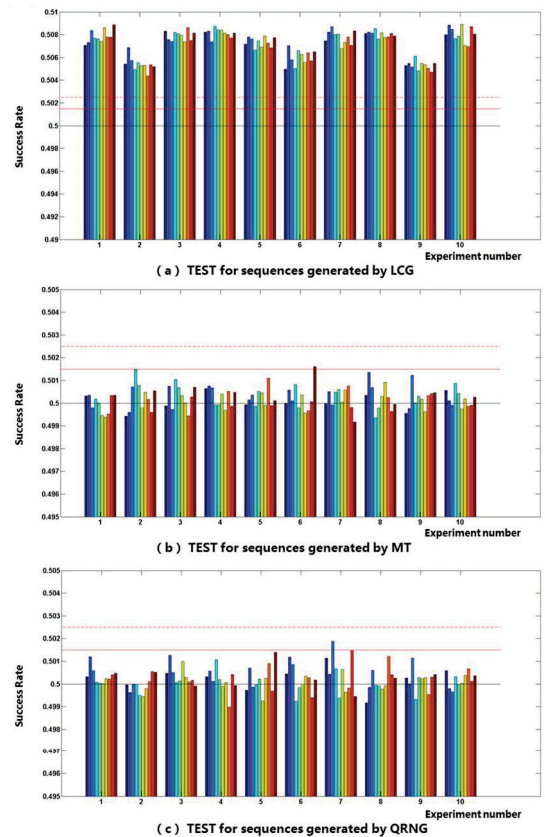 0.51
0.508
0.506
0.504
0.502
0.5
0.498
0.496
0.494
0.492
0.49
Success Rate
1 2 3 4 5 6 7 8 9 10
Experiment number
( a ) TEST for sequences generated by LCG
0.505
0.504
0.503
0.502
0.501
0.5
0.499
0.498
0.497
0.496
0.495
Success Rate
1 2 3 4 5 6 7 8 9 10
Experiment number
( b ) TEST for sequences generated by MT
0.505
0.504
0.503
0.502
0.501
0.5
0.499
0.498
0.497
0.496
0.495
Success Rate
1 2 3 4 5 6 7 8 9 10
Experiment number
( c ) TEST for sequences generated by QRNG